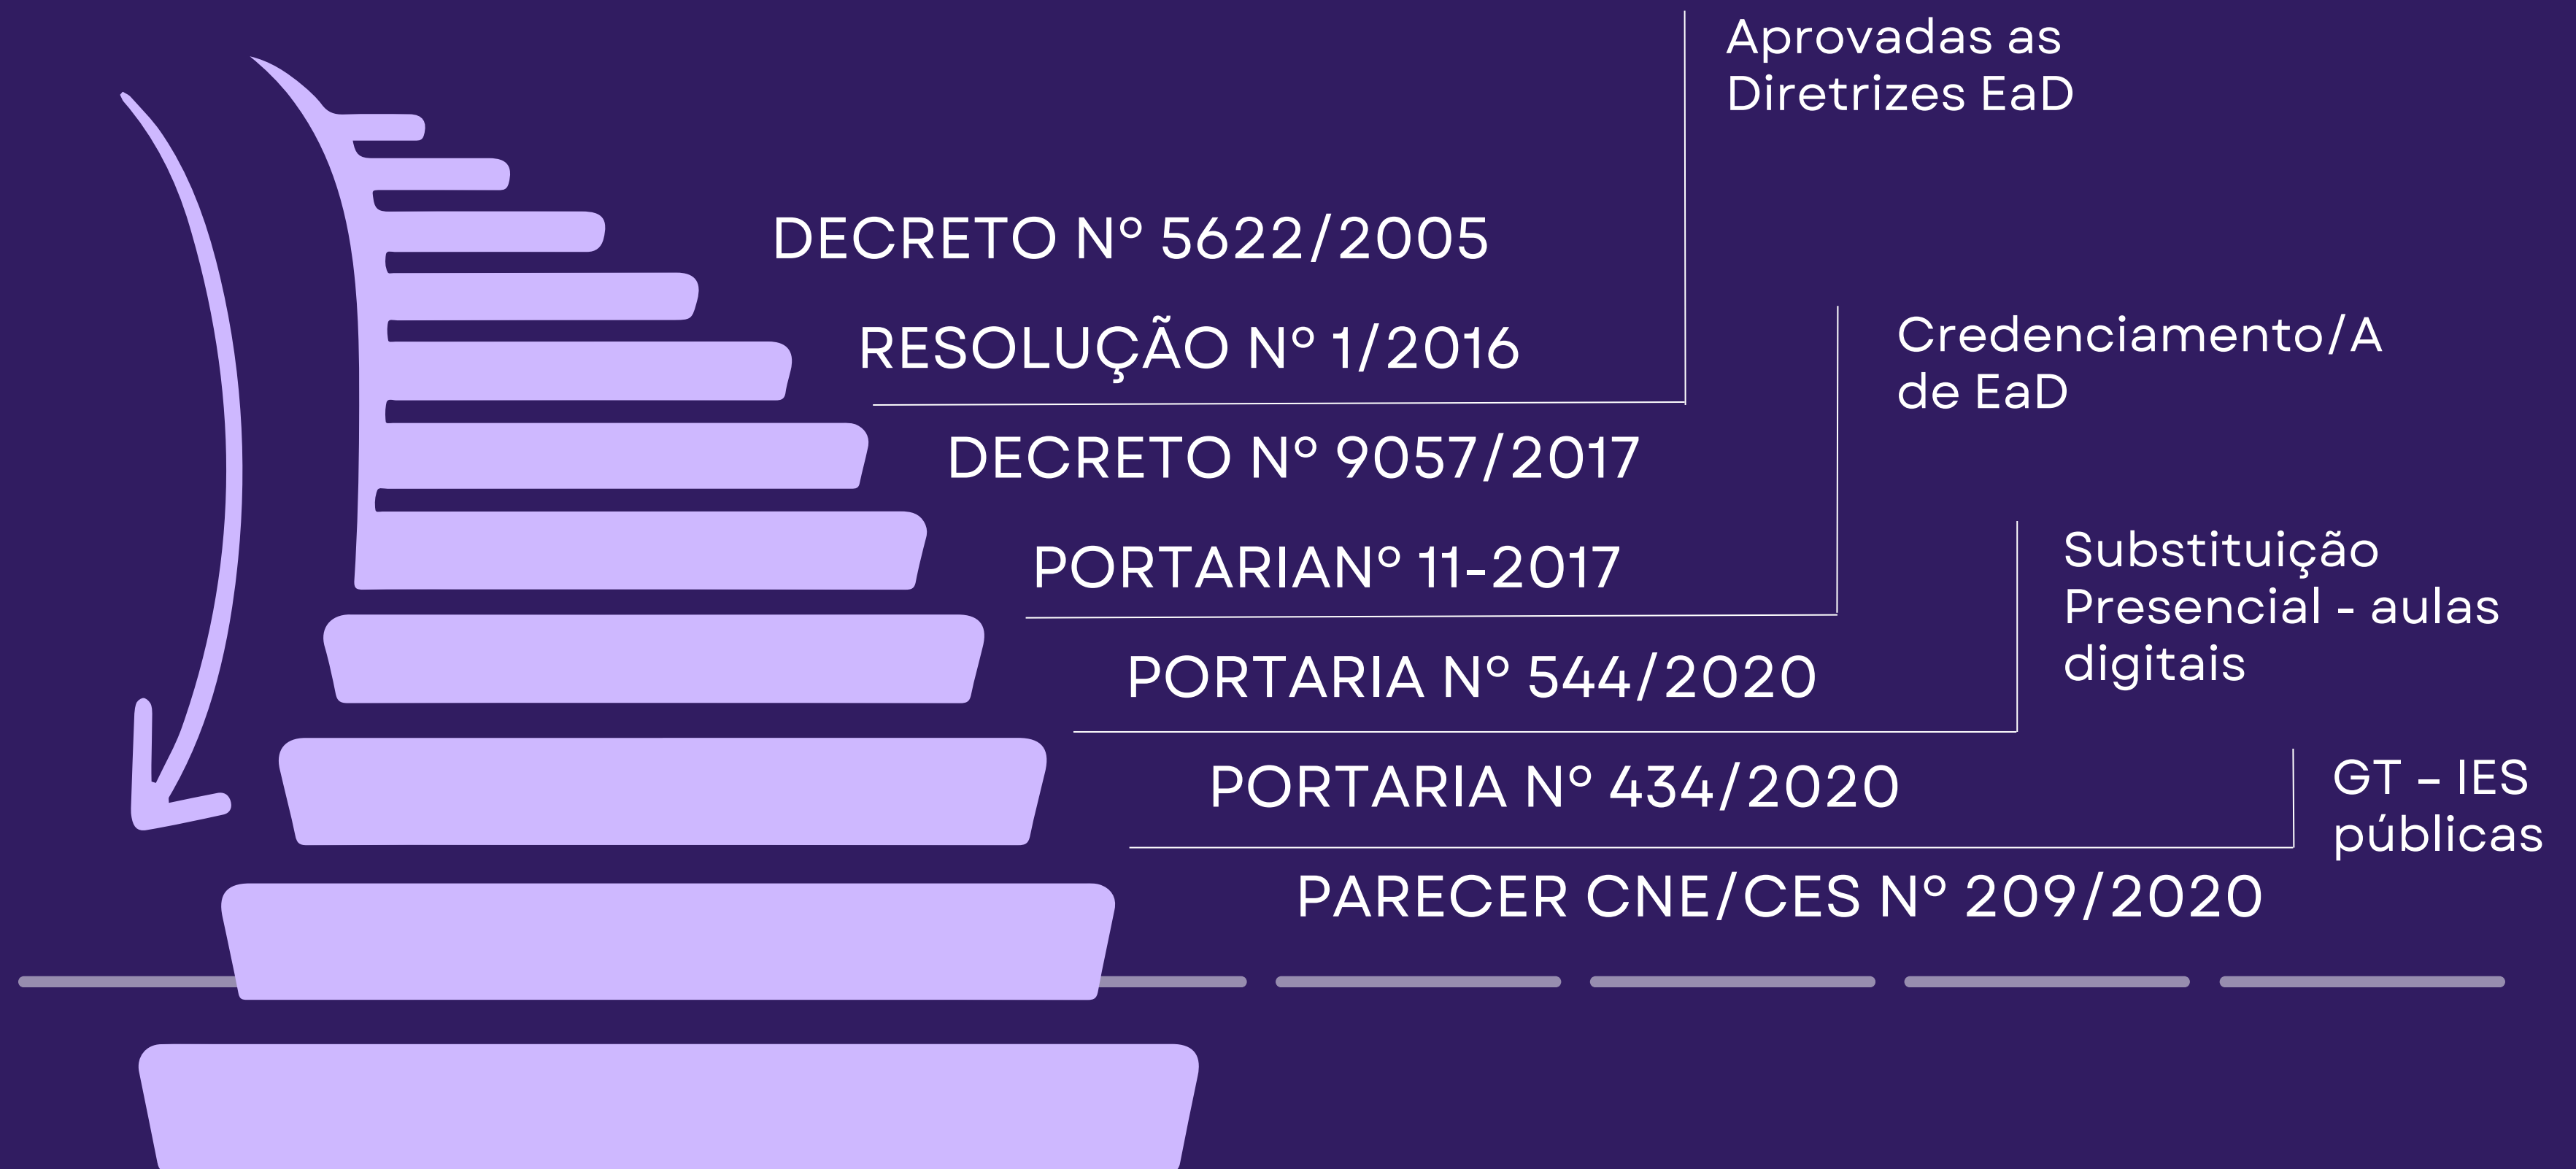 Aprovadas as
Diretrizes EaD
DECRETO Nº 5622/2005
RESOLUÇÃO Nº 1/2016
Credenciamento/A
de EaD
DECRETO Nº 9057/2017
PORTARIANº 11-2017
Substituição
Presencial - aulas
digitais
PORTARIA Nº 544/2020
PORTARIA Nº 434/2020
GT – IES
públicas
PARECER CNE/CES Nº 209/2020